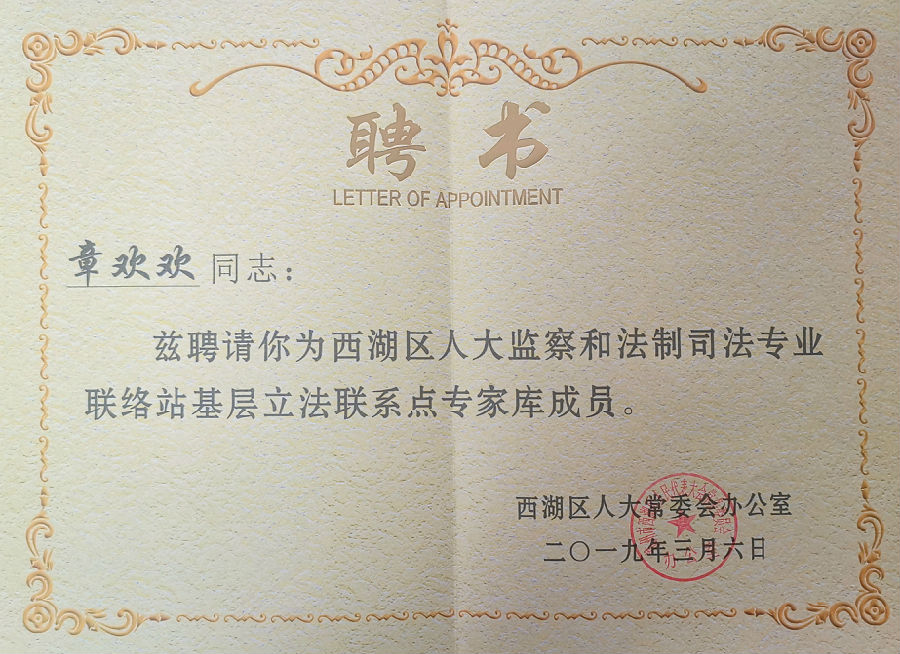 聘书
LETTER OF APPOINTMENT
章欢欢 同志：
兹聘请你为西湖区人大监察和法制司法专业
联络站基层立法联系点专家库成员。
西湖区人大常委会办公室
二〇一九年三月六日
办公室